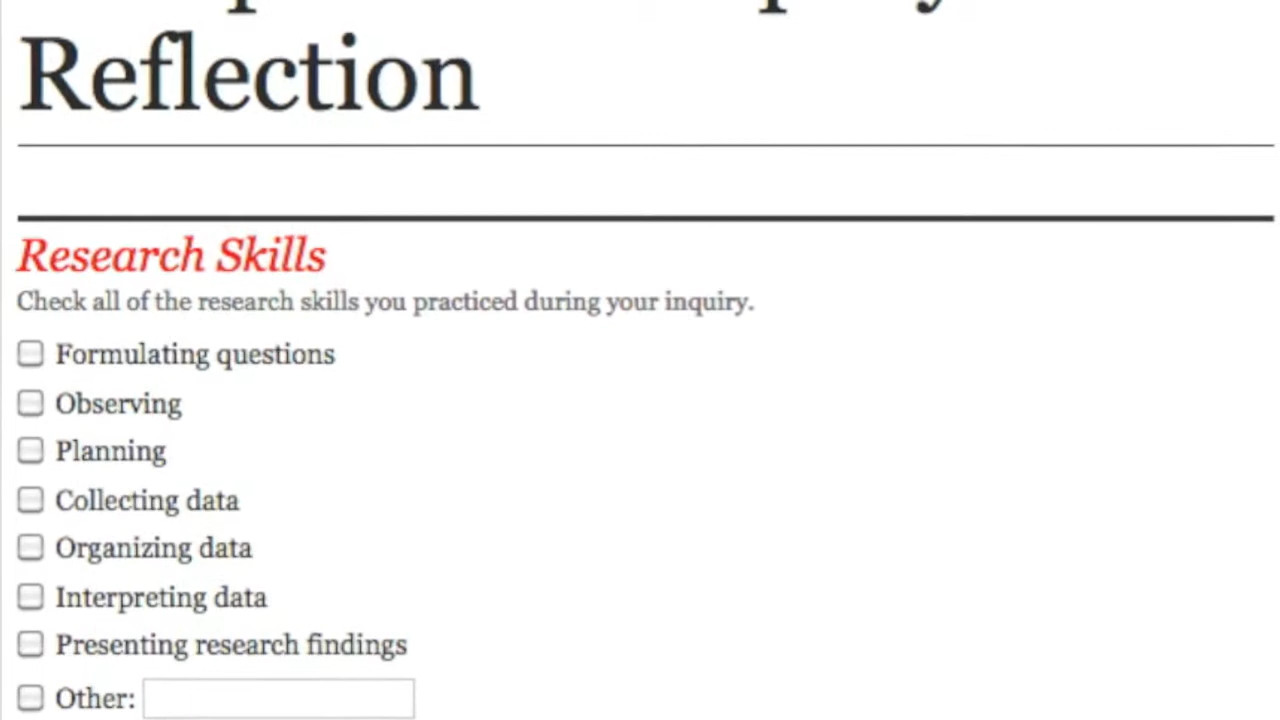 Reflection
Research Skills
Check all of the research skills you practiced during your inquiry.
Formulating questions
Observing
Planning
Collecting data
Organizing data
Interpreting data
Presenting research findings
Other: